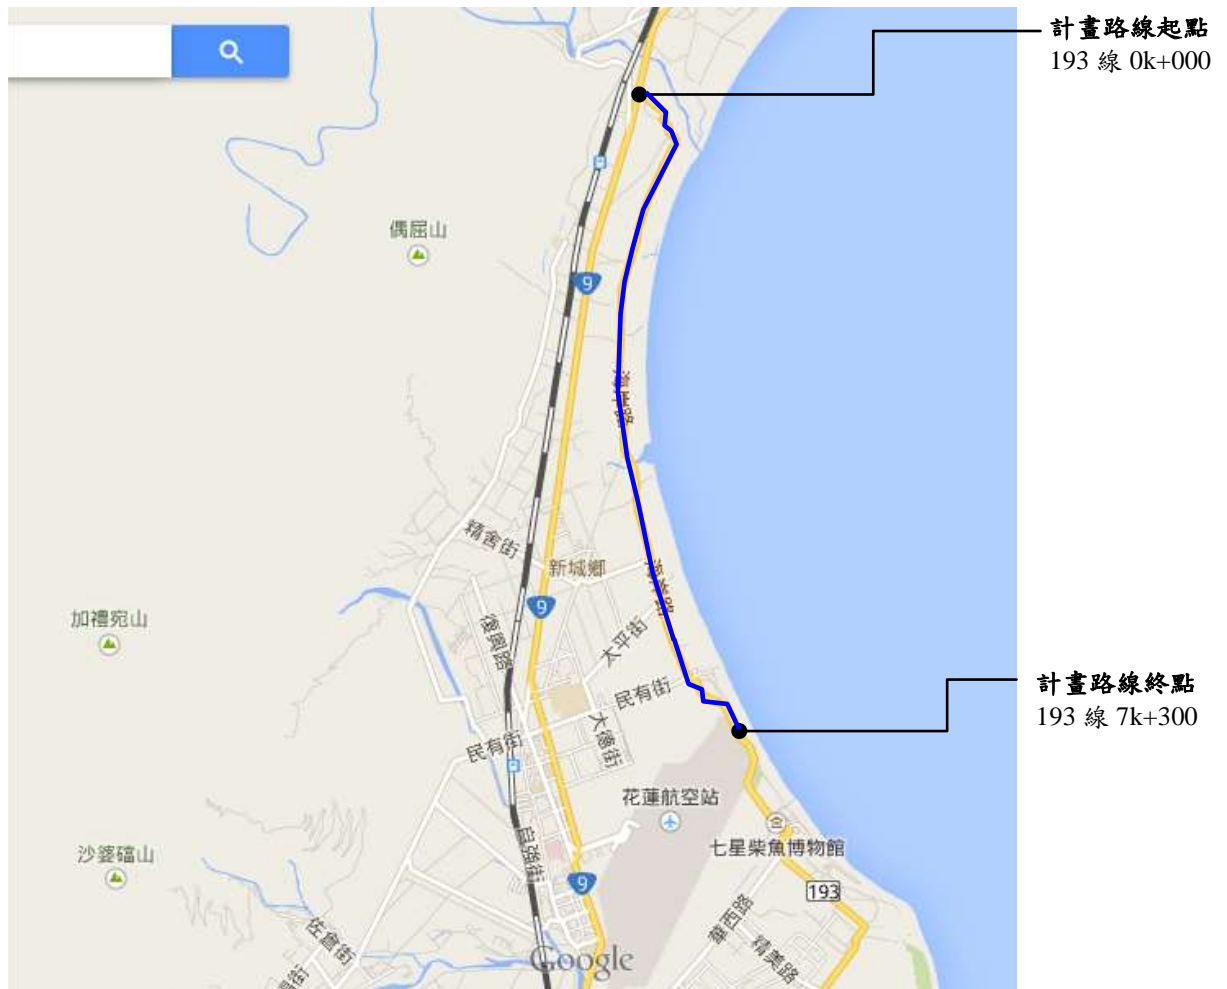 計畫路線起點
193 線 0k+000
偶屈山
9
海岸路
精舍街
新城鄉
9
海岸路
加禮宛山
復興路
太平街
民有街
大德街
民有街
計畫路線終點
193 線 7k+300
花蓮航空站
七星柴魚博物館
沙婆礑山
自強街
9
193
華西路
佐倉街
精美路
Google